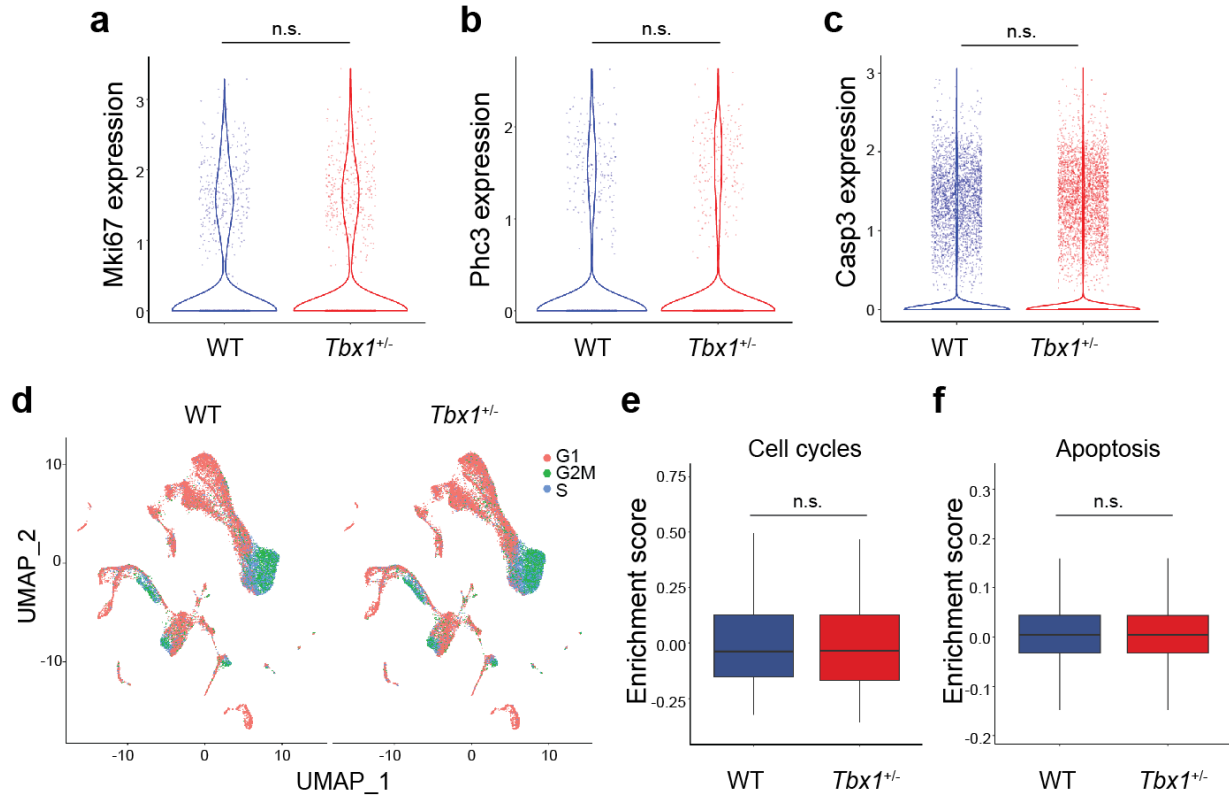 a
n.s.
Mki67 expression
3
2
1
0
WT
Tbx1+/-
b
n.s.
Phc3 expression
2
1
0
WT
Tbx1+/-
c
n.s.
Casp3 expression
3
2
1
0
WT
Tbx1+/-
d
WT
Tbx1+/-
G1
G2M
S
UMAP_2
10
0
-10
-10
0
10
-10
0
10
UMAP_1
e
Cell cycles
n.s.
Enrichment score
0.75
0.50
0.25
0.00
-0.25
WT
Tbx1+/-
f
Apoptosis
n.s.
Enrichment score
0.3
0.2
0.1
0.0
-0.1
-0.2
WT
Tbx1+/-